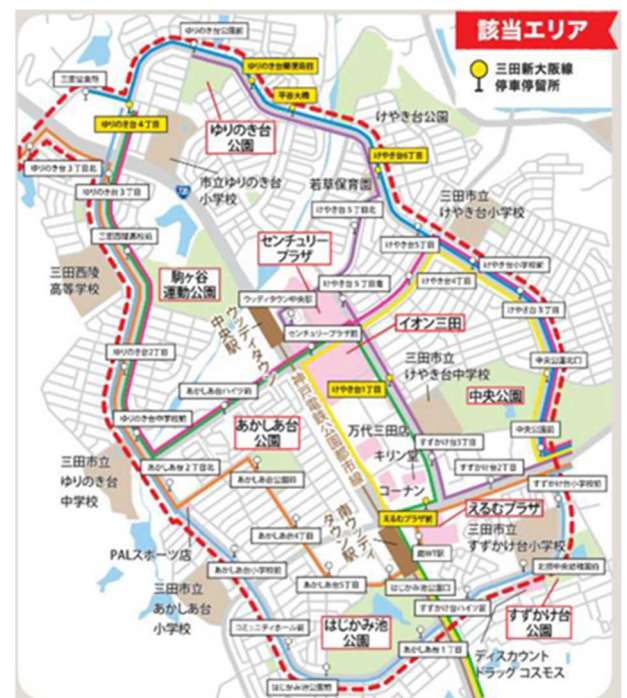 該当エリア
三田新大阪線
停車停留所
ゆりのき台公園前
ゆりのき台郵便局前
平谷大橋
三田営業所
ゆりのき台4丁目
ゆりのき台
公園
けやき台公園
けやき台6丁目
ゆりのき台3丁目北
市立ゆりのき台
小学校
若草保育園
ゆりのき台3丁目
けやき台5丁目北
三田市立
けやき台小学校
三田西陵高校前
センチュリー
プラザ
けやき台5丁目
けやき台小学校前
三田西陵
高等学校
駒ヶ谷
運動公園
けやき台5丁目南
けやき台4丁目
ウッディタウン中央駅
けやき台3丁目
ウッディタウン
中央駅
センチュリープラザ前
イオン三田
ゆりのき台2丁目
三田市立
けやき台中学校
中央公園北口
神戸電鉄公園都市線
あかしあ台ハイツ前
けやき台1丁目
中央公園
あかしあ台
公園
万代三田店
ゆりのき台中学校前
キリン堂
すずかけ台3丁目
中央公園前
三田市立
ゆりのき台
中学校
あかしあ台2丁目北
あかしあ台公園前
コーナン
すずかけ台2丁目
すずかけ台小学校前
えるむプラザ前
えるむプラザ
南ウッディ
タウン駅
あかしあ台4丁目
三田市立
すずかけ台小学校
PALスポーツ店
南WT駅
あかしあ台小学校前
あかしあ台5丁目
はじかみ池公園口
三田市立
あかしあ台
小学校
すずかけ台ハイツ前
すずかけ台
公園
はじかみ池
公園
コミュニティホール前
あかしあ台1丁目
ディスカウント
ドラッグ コスモス
はじかみ池公園前